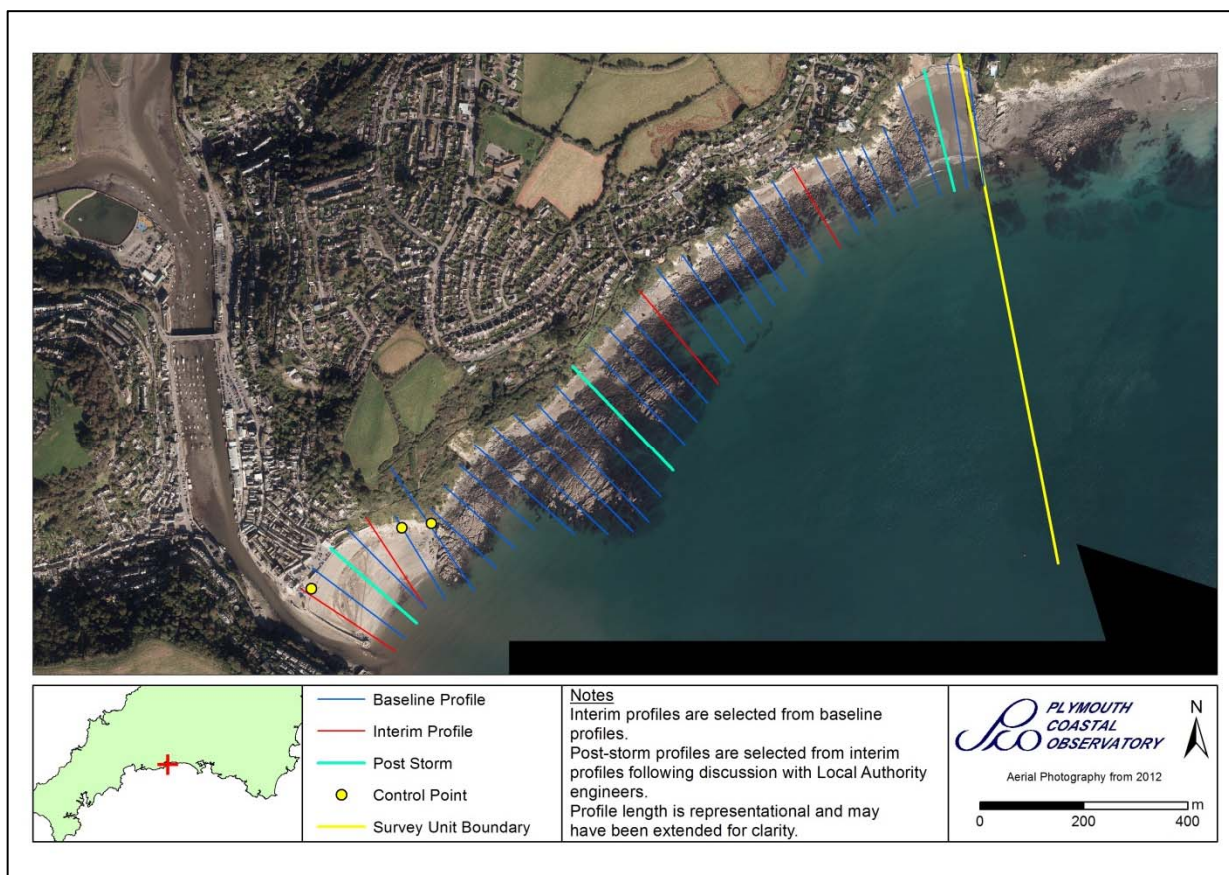 Baseline Profile
Interim Profile
Post Storm
Control Point
Survey Unit Boundary
Notes
Interim profiles are selected from baseline
profiles.
Post-storm profiles are selected from interim
profiles following discussion with Local Authority
engineers.
Profile length is representational and may
have been extended for clarity.
PLYMOUTH
COASTAL
OBSERVATORY
N
Aerial Photography from 2012
m
0 200 400